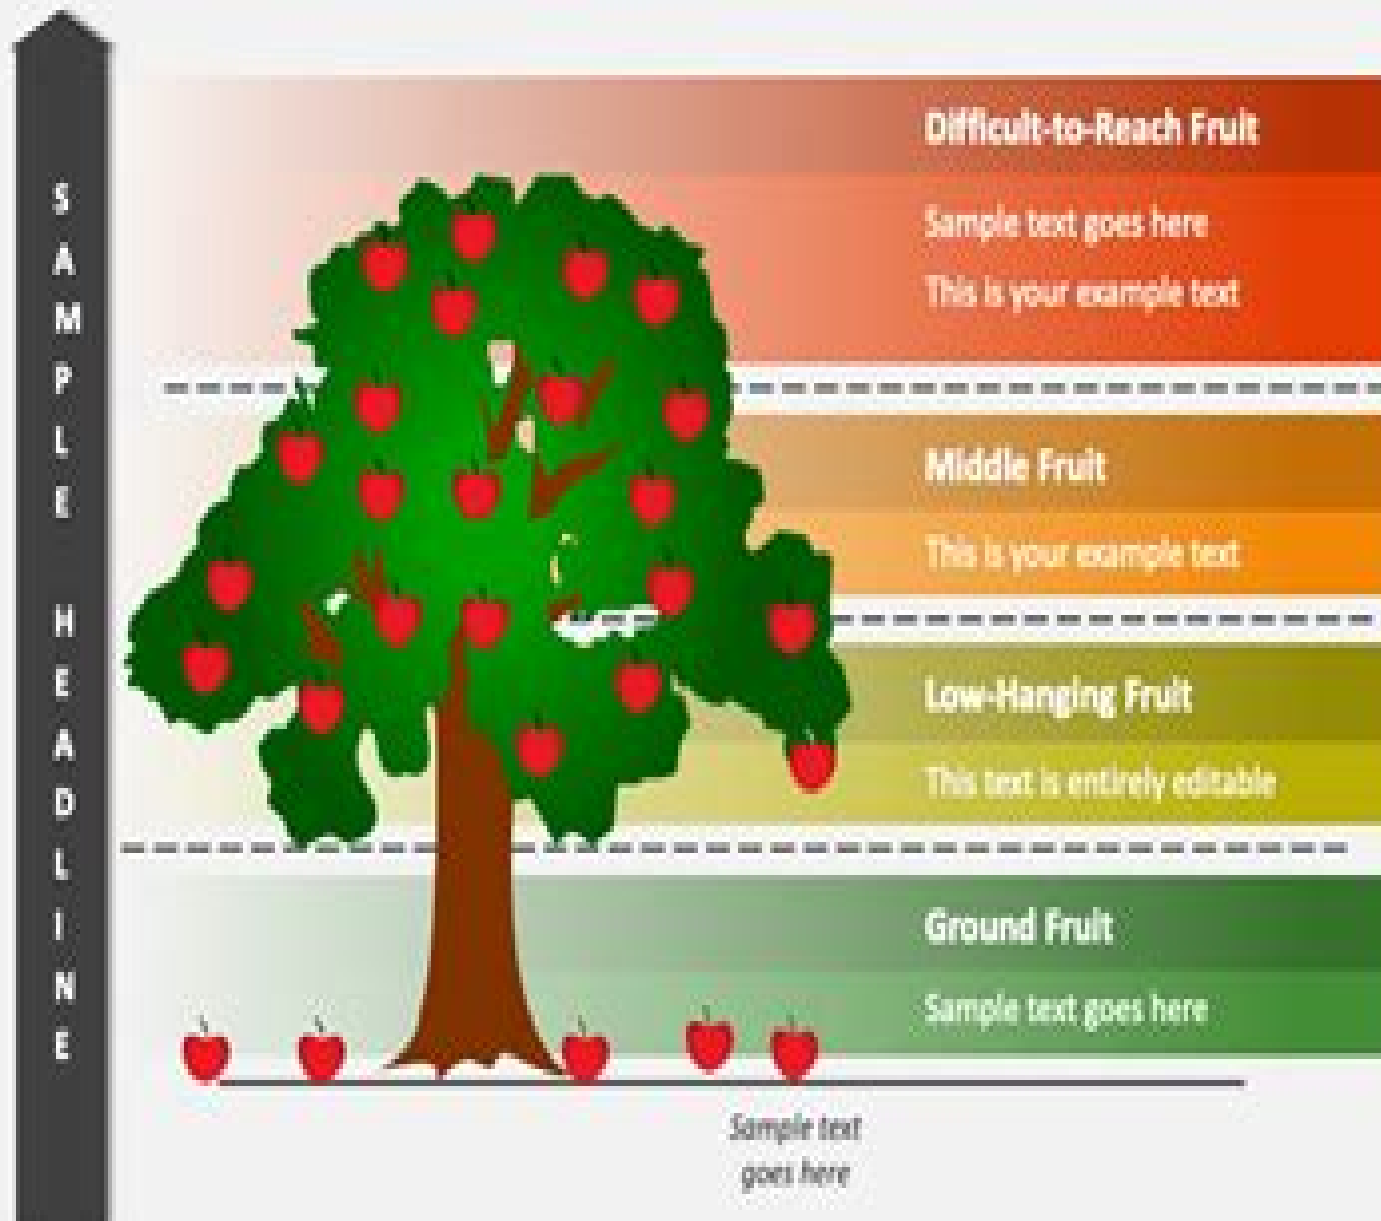 SAMPLE HEADLINE
Difficult-to-Reach Fruit
Sample text goes here
This is your example text
Middle Fruit
This is your example text
Low-Hanging Fruit
This text is entirely editable
Ground Fruit
Sample text goes here
Sample text
goes here